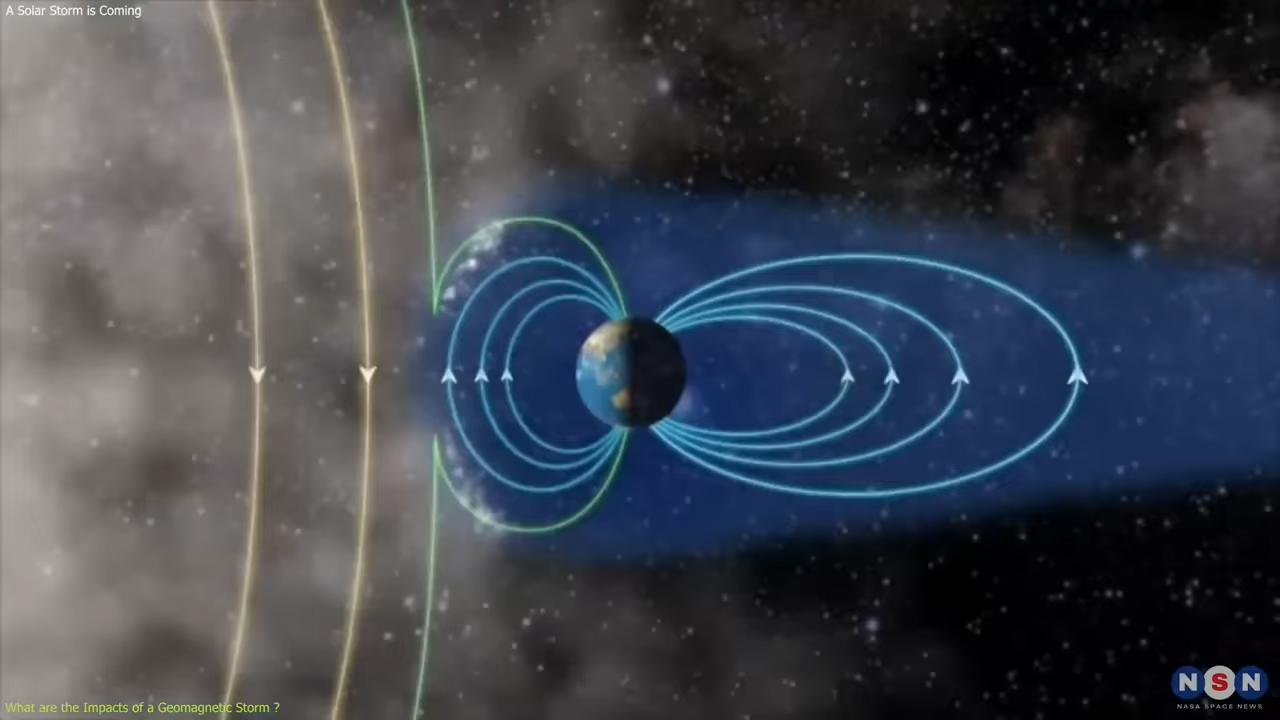 A Solar Storm is Coming
What are the Impacts of a Geomagnetic Storm ?
NSN
NASA SPACE NEWS